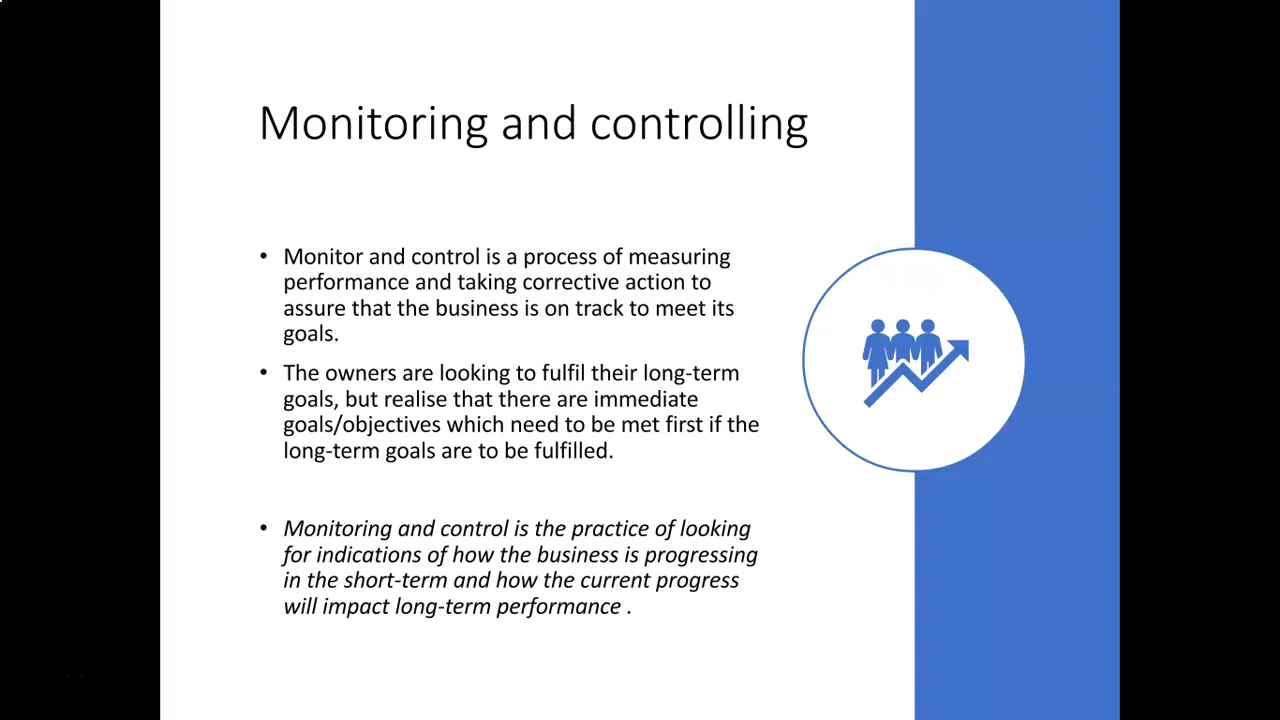 Monitoring and controlling
• Monitor and control is a process of measuring
performance and taking corrective action to
assure that the business is on track to meet its
goals.
• The owners are looking to fulfil their long-term
goals, but realise that there are immediate
goals/objectives which need to be met first if the
long-term goals are to be fulfilled.
• Monitoring and control is the practice of looking
for indications of how the business is progressing
in the short-term and how the current progress
will impact long-term performance .